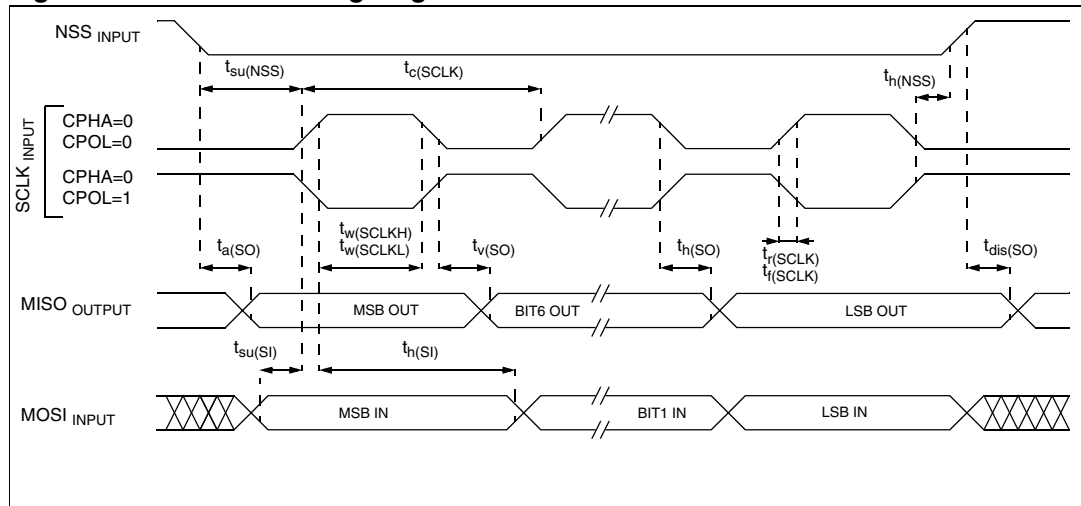 NSS INPUT
tsu(NSS)
tc(SCLK)
th(NSS)
SCLK INPUT
CPHA=0
CPOL=0
CPHA=0
CPOL=1
ta(SO)
tw(SCLKH)
tw(SCLKL)
tv(SO)
th(SO)
tr(SCLK)
tf(SCLK)
tdis(SO)
MISO OUTPUT
MSB OUT
BIT6 OUT
LSB OUT
tsu(SI)
th(SI)
MOSI INPUT
MSB IN
BIT1 IN
LSB IN